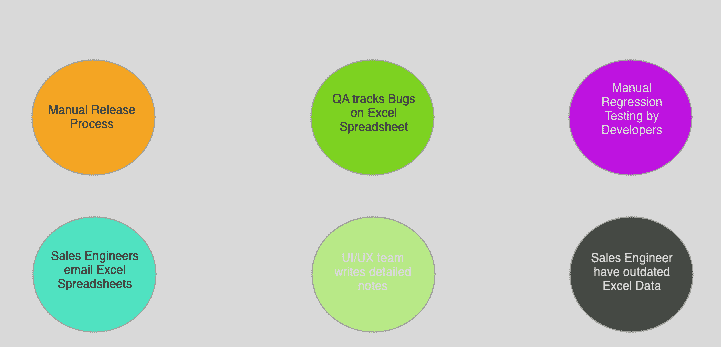 Manual Release
Process
QA tracks Bugs
on Excel
Spreadsheet
Manual
Regression
Testing by
Developers
Sales Engineers
email Excel
Spreadsheets
UI/UX team
writes detailed
notes
Sales Engineer
have outdated
Excel Data